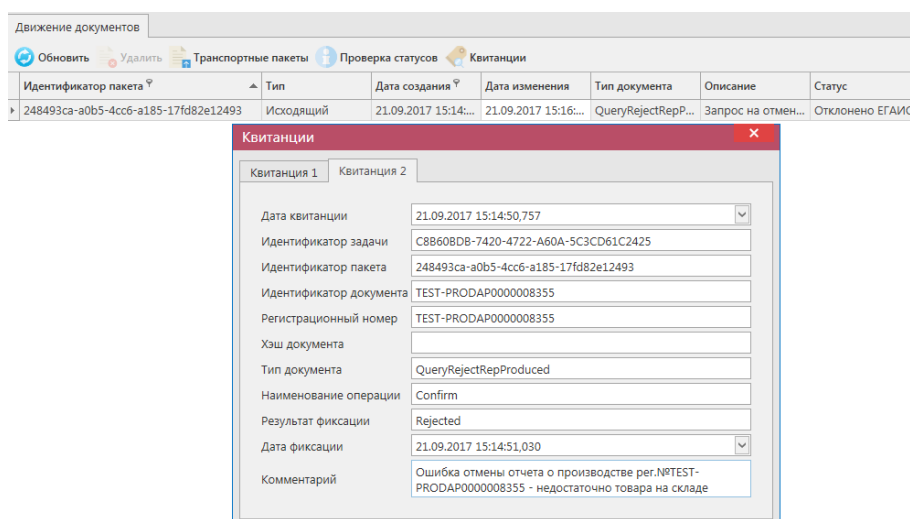 Движение документов
Обновить Удалить Транспортные пакеты Проверка статусов Квитанции
Идентификатор пакета Тип Дата создания Дата изменения Тип документа Описание Статус
248493ca-a0b5-4cc6-a185-17fd82e12493 Исходящий 21.09.2017 15:14:... 21.09.2017 15:16:... QueryRejectRepP... Запрос на отмен... Отклонено ЕГАИС
Квитанции
Квитанция 1 Квитанция 2
Дата квитанции 21.09.2017 15:14:50,757
Идентификатор задачи C8B60BDB-7420-4722-A60A-5C3CD61C2425
Идентификатор пакета 248493ca-a0b5-4cc6-a185-17fd82e12493
Идентификатор документа TEST-PRODAP0000008355
Регистрационный номер TEST-PRODAP0000008355
Хэш документа
Тип документа QueryRejectRepProduced
Наименование операции Confirm
Результат фиксации Rejected
Дата фиксации 21.09.2017 15:14:51,030
Комментарий Ошибка отмены отчета о производстве рег.№TEST-
PRODAP0000008355 - недостаточно товара на складе